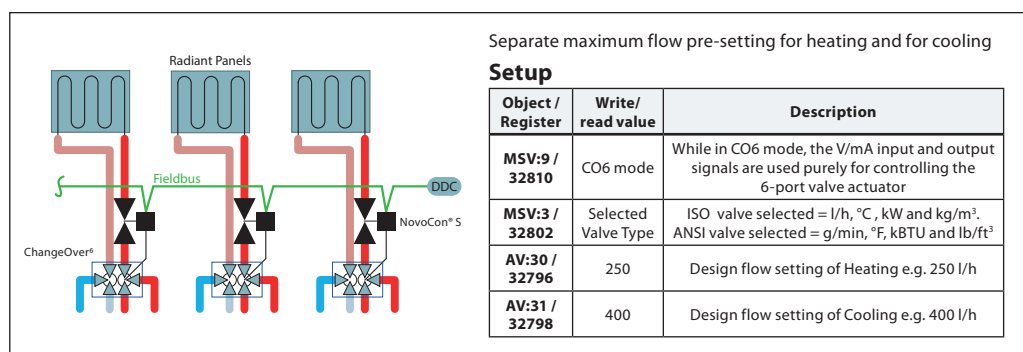 Radiant Panels
Fieldbus
DDC
NovoCon® S
ChangeOver⁶
Separate maximum flow pre-setting for heating and for cooling
Setup
Object /
Register
Write/
read value
Description
MSV:9 /
32810
CO6 mode
While in CO6 mode, the V/mA input and output
signals are used purely for controlling the
6-port valve actuator
MSV:3 /
32802
Selected
Valve Type
ISO valve selected = l/h, °C , kW and kg/m³.
ANSI valve selected = g/min, °F, kBTU and lb/ft³
AV:30 /
32796
250
Design flow setting of Heating e.g. 250 l/h
AV:31 /
32798
400
Design flow setting of Cooling e.g. 400 l/h